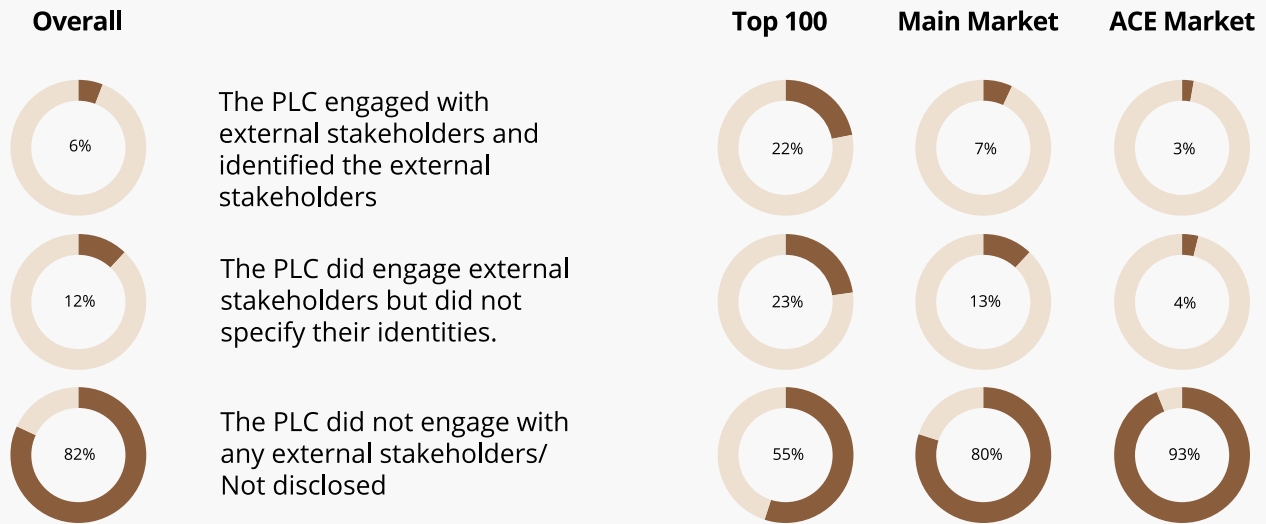 Overall
Top 100
Main Market
ACE Market
6%
The PLC engaged with
external stakeholders and
identified the external
stakeholders
22%
7%
3%
12%
The PLC did engage external
stakeholders but did not
specify their identities.
23%
13%
4%
82%
The PLC did not engage with
any external stakeholders/
Not disclosed
55%
80%
93%